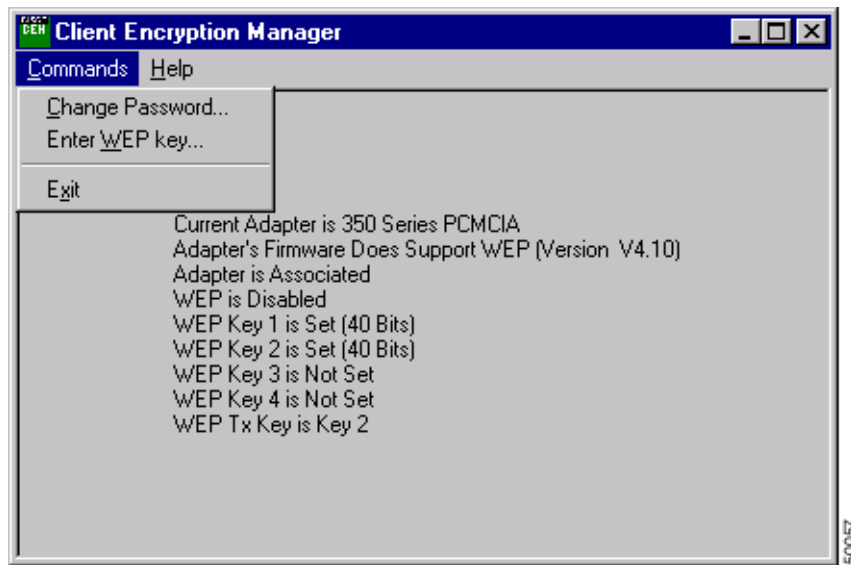 Client Encryption Manager
Commands Help
Change Password...
Enter WEP key...
Exit
Current Adapter is 350 Series PCMCIA
Adapter's Firmware Does Support WEP (Version V4.10)
Adapter is Associated
WEP is Disabled
WEP Key 1 is Set (40 Bits)
WEP Key 2 is Set (40 Bits)
WEP Key 3 is Not Set
WEP Key 4 is Not Set
WEP Tx Key is Key 2